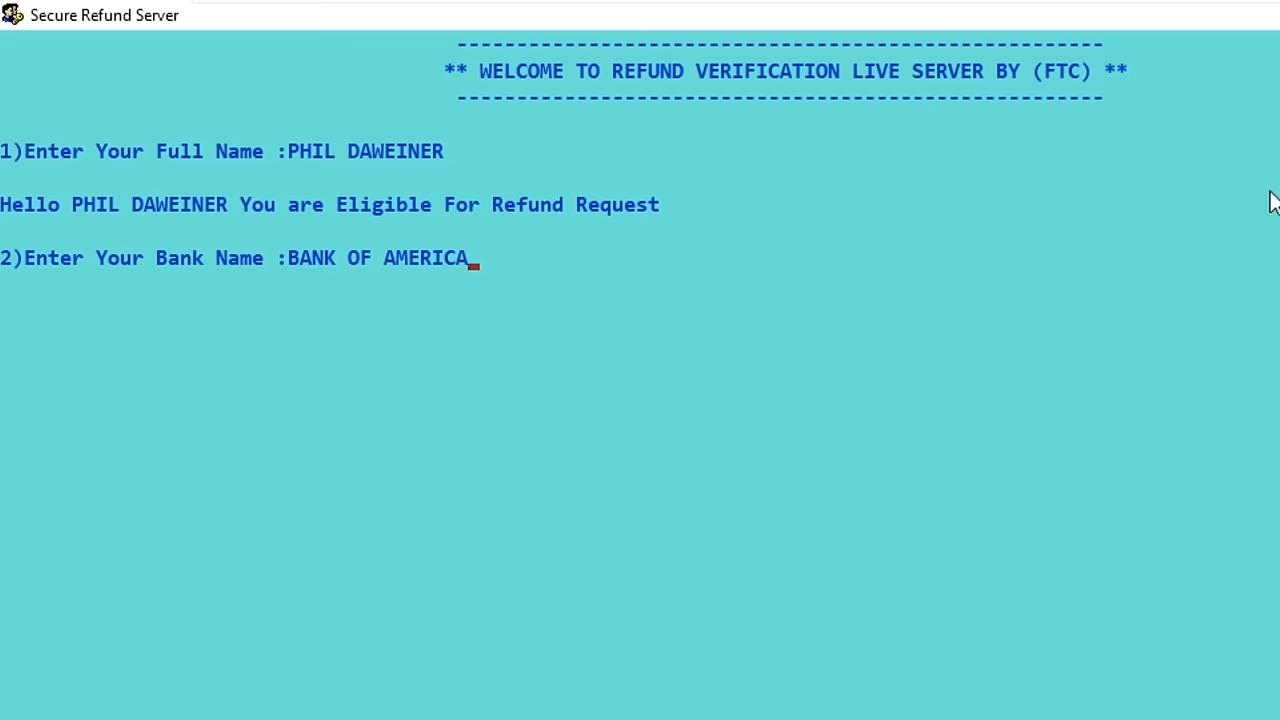 Secure Refund Server
------------------------------------------------------
** WELCOME TO REFUND VERIFICATION LIVE SERVER BY (FTC) **
------------------------------------------------------
1)Enter Your Full Name :PHIL DAWEINER
Hello PHIL DAWEINER You are Eligible For Refund Request
2)Enter Your Bank Name :BANK OF AMERICA